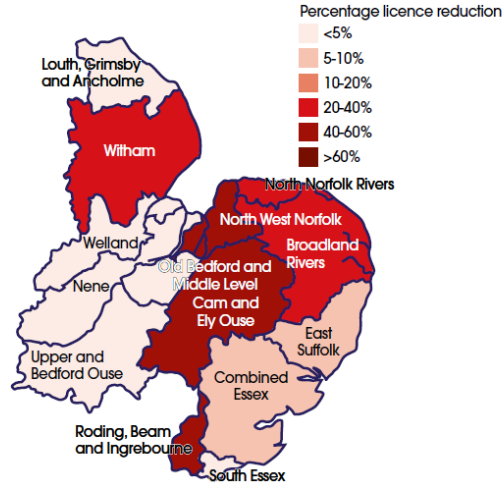 Percentage licence reduction
<5%
5-10%
10-20%
20-40%
40-60%
>60%
Louth, Grimsby
and Ancholme
Witham
North Norfolk Rivers
North West Norfolk
Broadland
Rivers
Welland
Old Bedford and
Middle Level
Nene
Cam and
Ely Ouse
East
Suffolk
Upper and
Bedford Ouse
Combined
Essex
Roding, Beam
and Ingrebourne
South Essex